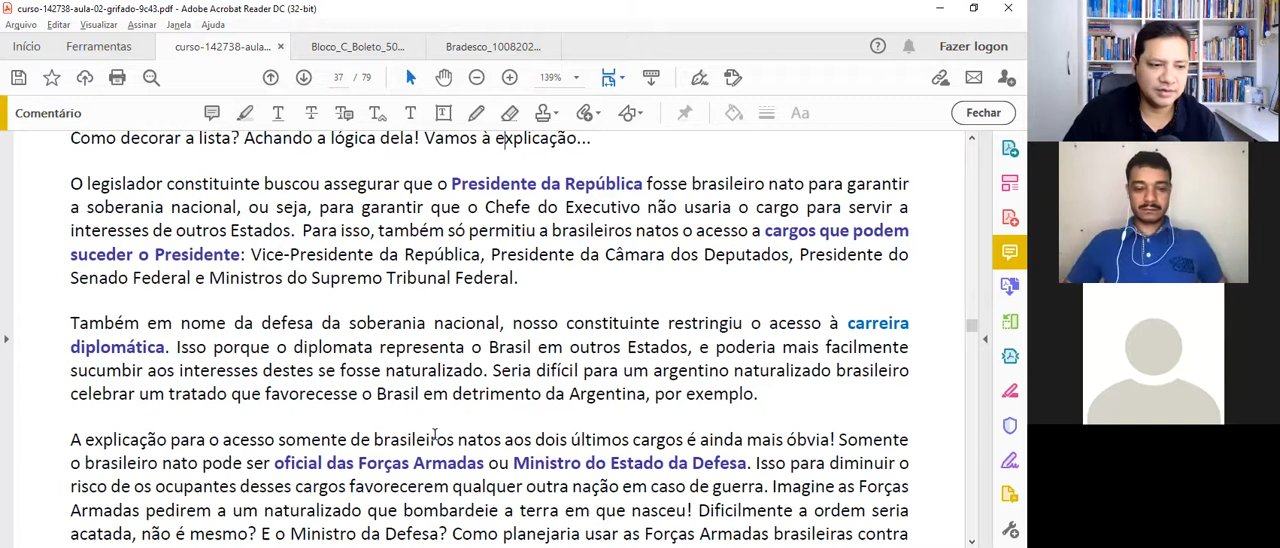 curso-142738-aula-02-grifado-9c43.pdf - Adobe Acrobat Reader DC (32-bit)
Arquivo Editar Visualizar Assinar Janela Ajuda
Início Ferramentas curso-142738-aula-... × Bloco_C_Boleto_50... Bradesco_1008202... Fazer logon
37 / 79 139%
Comentário Aa Fechar
Como decorar a lista? Achando a lógica dela! Vamos à explicação...
O legislador constituinte buscou assegurar que o Presidente da República fosse brasileiro nato para garantir
a soberania nacional, ou seja, para garantir que o Chefe do Executivo não usaria o cargo para servir a
interesses de outros Estados. Para isso, também só permitiu a brasileiros natos o acesso a cargos que podem
suceder o Presidente: Vice-Presidente da República, Presidente da Câmara dos Deputados, Presidente do
Senado Federal e Ministros do Supremo Tribunal Federal.
Também em nome da defesa da soberania nacional, nosso constituinte restringiu o acesso à carreira
diplomática. Isso porque o diplomata representa o Brasil em outros Estados, e poderia mais facilmente
sucumbir aos interesses destes se fosse naturalizado. Seria difícil para um argentino naturalizado brasileiro
celebrar um tratado que favorecesse o Brasil em detrimento da Argentina, por exemplo.
A explicação para o acesso somente de brasileiros natos aos dois últimos cargos é ainda mais óbvia! Somente
o brasileiro nato pode ser oficial das Forças Armadas ou Ministro do Estado da Defesa. Isso para diminuir o
risco de os ocupantes desses cargos favorecerem qualquer outra nação em caso de guerra. Imagine as Forças
Armadas pedirem a um naturalizado que bombardeie a terra em que nasceu! Dificilmente a ordem seria
acatada, não é mesmo? E o Ministro da Defesa? Como planejaria usar as Forças Armadas brasileiras contra